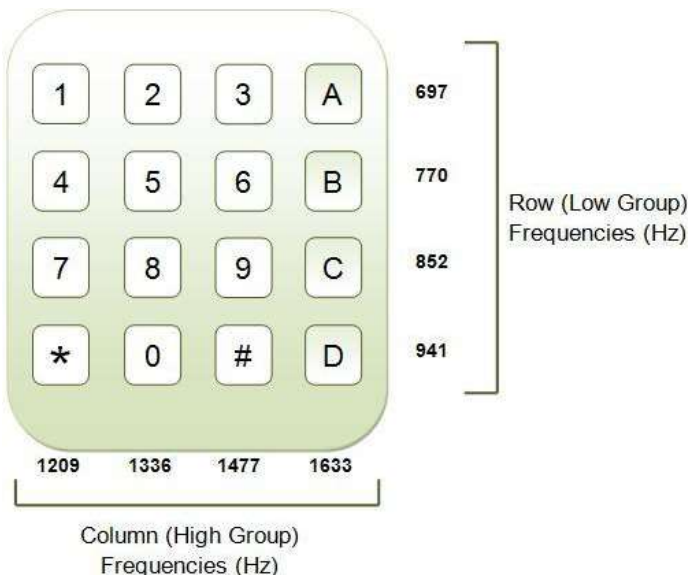 1 2 3 A 697
4 5 6 B 770
Row (Low Group)
Frequencies (Hz)
7 8 9 C 852
* 0 # D 941
1209 1336 1477 1633
Column (High Group)
Frequencies (Hz)